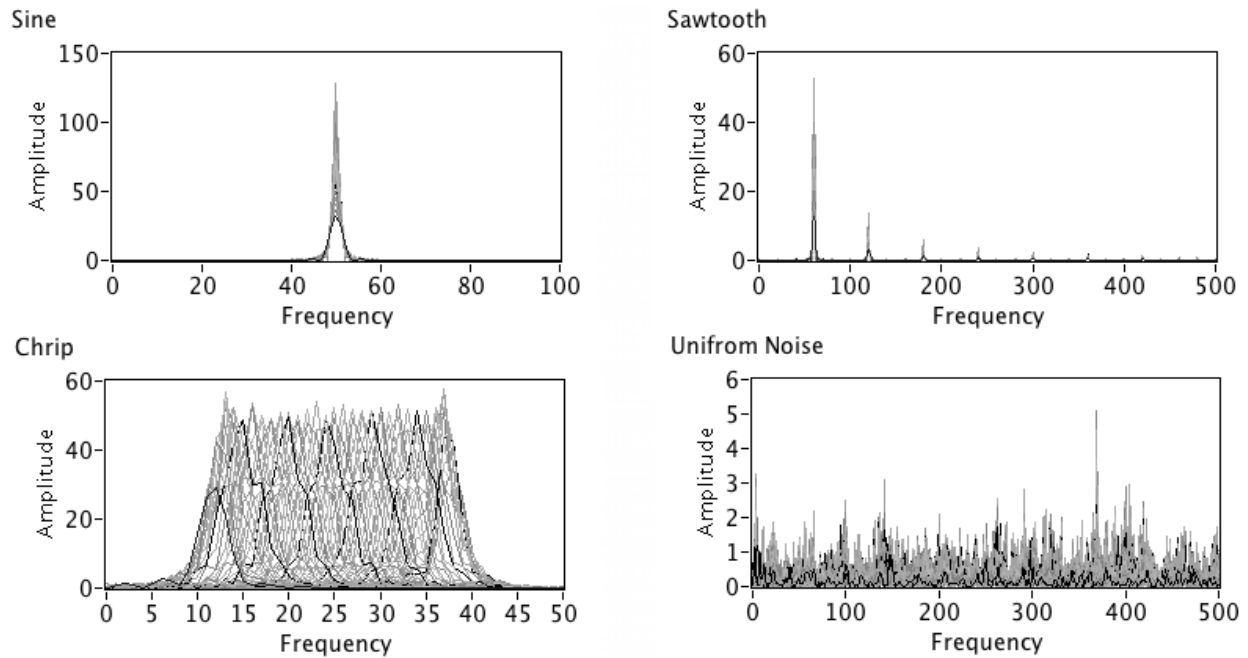 Sine
150
100
50
0
Amplitude
0 20 40 60 80 100
Frequency
Sawtooth
60
40
20
0
Amplitude
0 100 200 300 400 500
Frequency
Chrip
60
40
20
0
Amplitude
0 5 10 15 20 25 30 35 40 45 50
Frequency
Unifrom Noise
6
5
4
3
2
1
0
Amplitude
0 100 200 300 400 500
Frequency